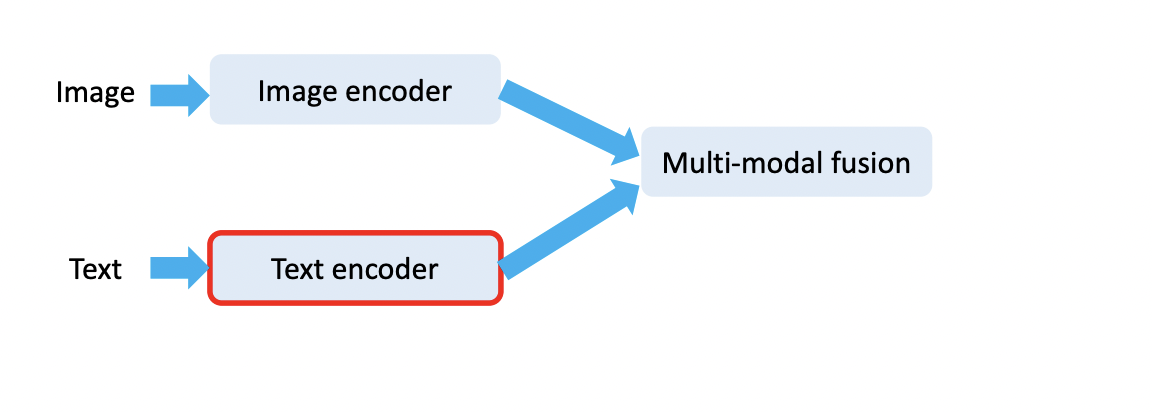 Image
Image encoder
Multi-modal fusion
Text
Text encoder